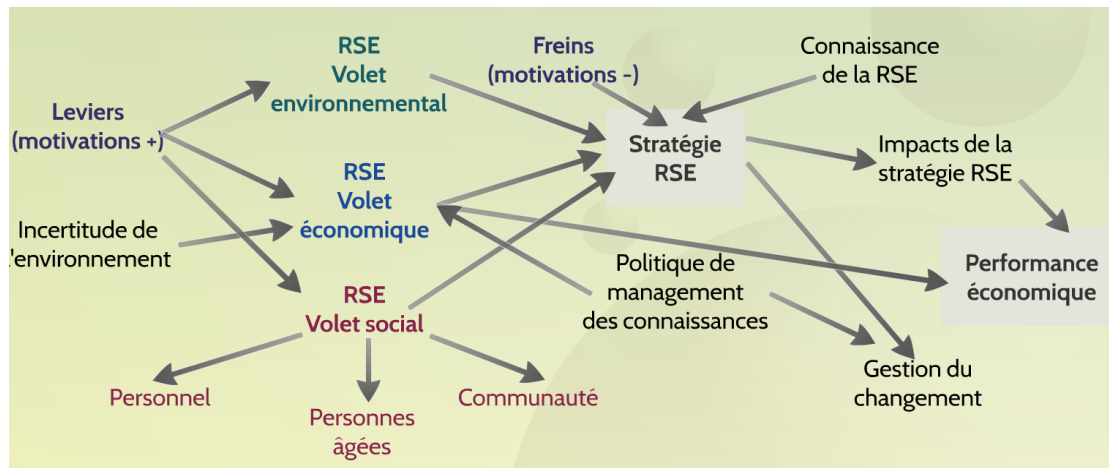 RSE
Volet
environnemental
Freins
(motivations -)
Connaissance
de la RSE
Leviers
(motivations +)
Stratégie
RSE
Impacts de la
stratégie RSE
RSE
Volet
économique
Incertitude de
l'environnement
Politique de
management
des connaissances
Performance
économique
RSE
Volet social
Gestion du
changement
Personnel
Personnes
âgées
Communauté